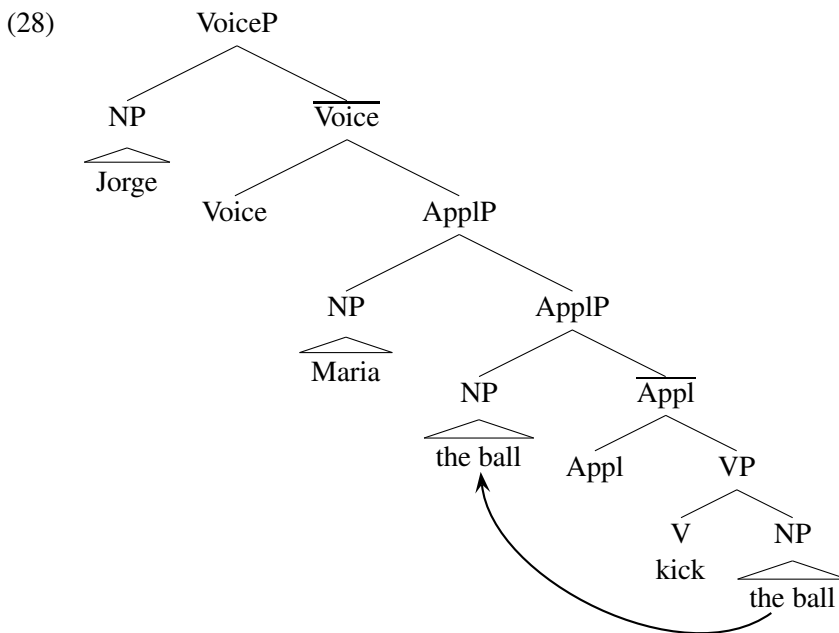 (28) VoiceP
NP Voice
Jorge
Voice ApplP
NP ApplP
Maria
NP Appl
the ball Appl VP
V NP
kick
the ball